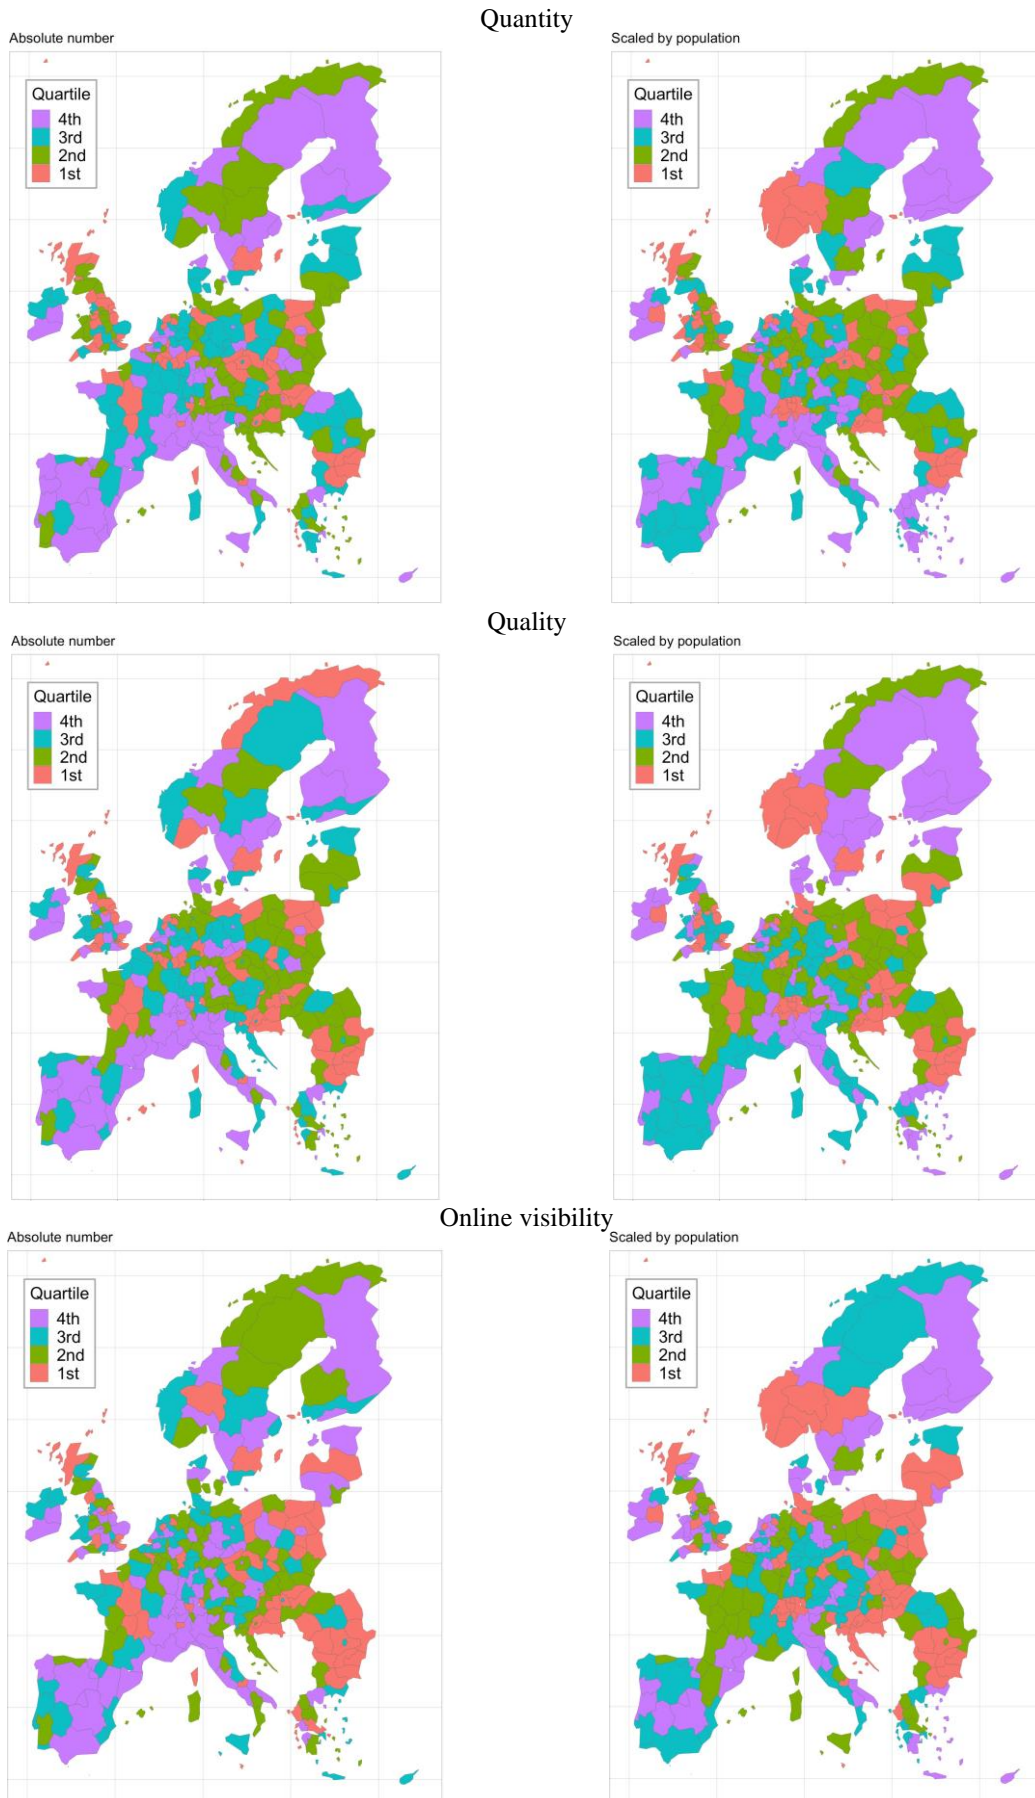 Quantity
Absolute number
Quartile
4th
3rd
2nd
1st
Scaled by population
Quartile
4th
3rd
2nd
1st
Quality
Absolute number
Quartile
4th
3rd
2nd
1st
Scaled by population
Quartile
4th
3rd
2nd
1st
Online visibility
Absolute number
Quartile
4th
3rd
2nd
1st
Scaled by population
Quartile
4th
3rd
2nd
1st